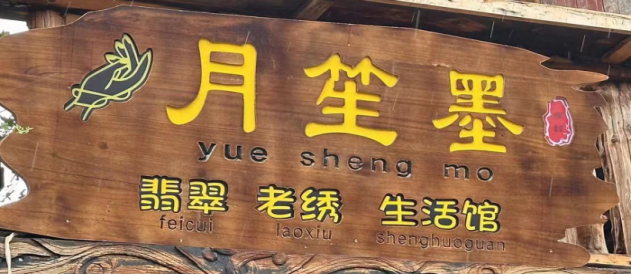 月笙墨
yue sheng mo
翡翠 老绣 生活馆
feicui laoxiu shenghuoguan